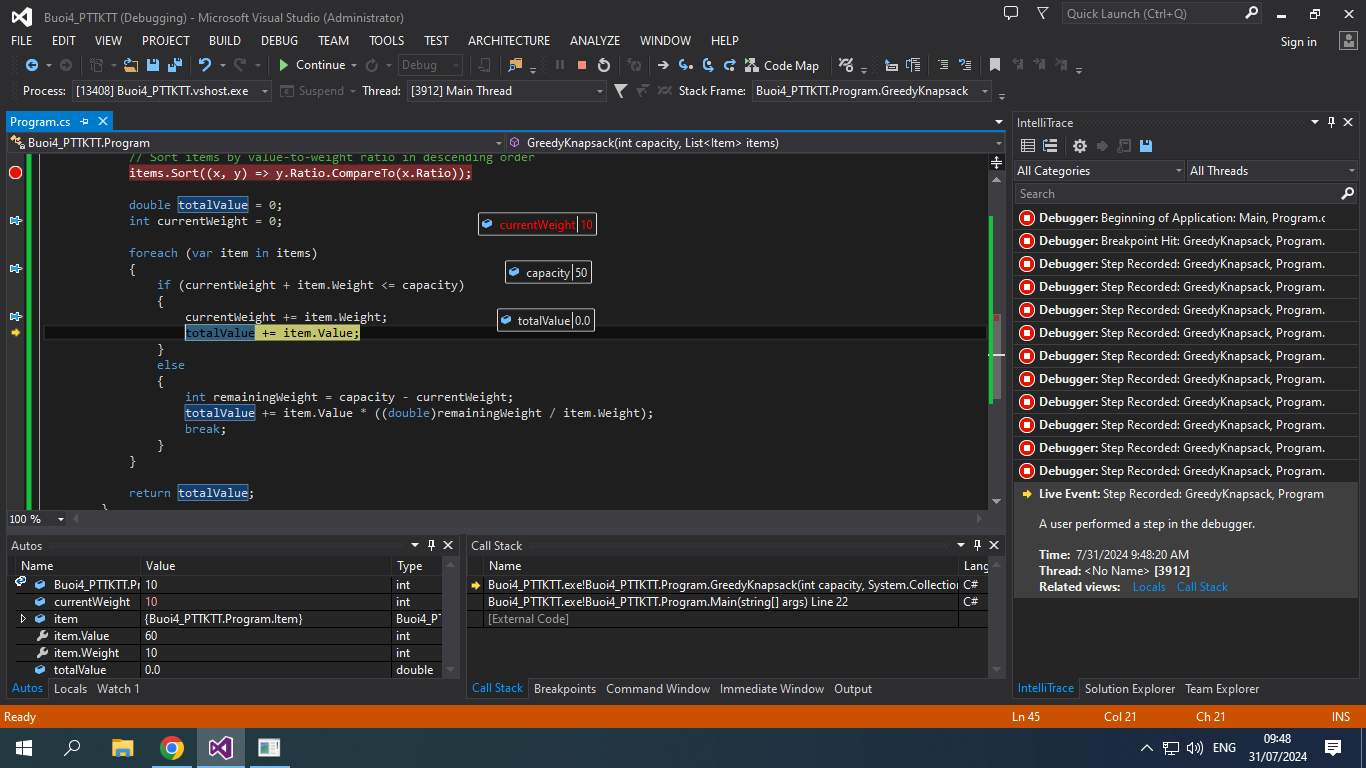 Buoi4_PTTKTT (Debugging) - Microsoft Visual Studio (Administrator)
Quick Launch (Ctrl+Q)
FILE EDIT VIEW PROJECT BUILD DEBUG TEAM TOOLS TEST ARCHITECTURE ANALYZE WINDOW HELP
Sign in
Continue Debug Code Map
Process: [13408] Buoi4_PTTKTT.vshost.exe Suspend Thread: [3912] Main Thread Stack Frame: Buoi4_PTTKTT.Program.GreedyKnapsack
Program.cs
Buoi4_PTTKTT.Program GreedyKnapsack(int capacity, List<Item> items)
// Sort items by value-to-weight ratio in descending order
items.Sort((x, y) => y.Ratio.CompareTo(x.Ratio));
double totalValue = 0;
int currentWeight = 0;
currentWeight 10
foreach (var item in items)
{
capacity 50
if (currentWeight + item.Weight <= capacity)
{
currentWeight += item.Weight;
totalValue 0.0
totalValue += item.Value;
}
else
{
int remainingWeight = capacity - currentWeight;
totalValue += item.Value * ((double)remainingWeight / item.Weight);
break;
}
}
return totalValue;
}
100 %
Autos
Name Value Type
Buoi4_PTTKTT.Pr 10 int
currentWeight 10 int
item {Buoi4_PTTKTT.Program.Item} Buoi4_PT
item.Value 60 int
item.Weight 10 int
totalValue 0.0 double
Autos Locals Watch 1
Call Stack
Name Lang
Buoi4_PTTKTT.exe!Buoi4_PTTKTT.Program.GreedyKnapsack(int capacity, System.Collection C#
Buoi4_PTTKTT.exe!Buoi4_PTTKTT.Program.Main(string[] args) Line 22 C#
[External Code]
Call Stack Breakpoints Command Window Immediate Window Output
IntelliTrace
All Categories All Threads
Search
Debugger: Beginning of Application: Main, Program.c
Debugger: Breakpoint Hit: GreedyKnapsack, Program.
Debugger: Step Recorded: GreedyKnapsack, Program.
Debugger: Step Recorded: GreedyKnapsack, Program.
Debugger: Step Recorded: GreedyKnapsack, Program.
Debugger: Step Recorded: GreedyKnapsack, Program.
Debugger: Step Recorded: GreedyKnapsack, Program.
Debugger: Step Recorded: GreedyKnapsack, Program.
Debugger: Step Recorded: GreedyKnapsack, Program.
Debugger: Step Recorded: GreedyKnapsack, Program.
Debugger: Step Recorded: GreedyKnapsack, Program.
Debugger: Step Recorded: GreedyKnapsack, Program.
Live Event: Step Recorded: GreedyKnapsack, Program
A user performed a step in the debugger.
Time: 7/31/2024 9:48:20 AM
Thread: <No Name> [3912]
Related views: Locals Call Stack
IntelliTrace Solution Explorer Team Explorer
Ready Ln 45 Col 21 Ch 21 INS
ENG
09:48
31/07/2024